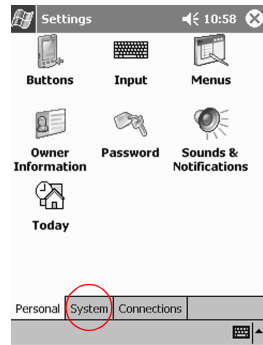 Settings 10:58
Buttons Input Menus
Owner Information Password Sounds & Notifications
Today
Personal System Connections